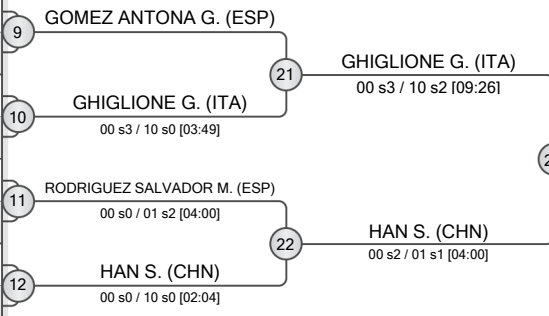 9
GOMEZ ANTONA G. (ESP)
21
GHIGLIONE G. (ITA)
00 s3 / 10 s2 [09:26]
10
GHIGLIONE G. (ITA)
00 s3 / 10 s0 [03:49]
11
RODRIGUEZ SALVADOR M. (ESP)
00 s0 / 01 s2 [04:00]
22
HAN S. (CHN)
00 s2 / 01 s1 [04:00]
12
HAN S. (CHN)
00 s0 / 10 s0 [02:04]